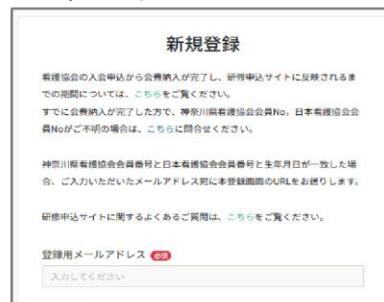 新規登録
看護協会の入会申込から会費納入が完了し、研修申込サイトに反映されるま
での期間については、こちらをご覧ください。
すでに会費納入が完了した方で、神奈川県看護協会会員No，日本看護協会会
員Noがご不明の場合は、こちらに問合せください。
神奈川県看護協会会員番号と日本看護協会会員番号と生年月日が一致した場
合、ご入力いただいたメールアドレス宛に本登録画面のURLをお送りします。
研修申込サイトに関するよくあるご質問は、こちらをご覧ください。
登録用メールアドレス 必須
入力してください